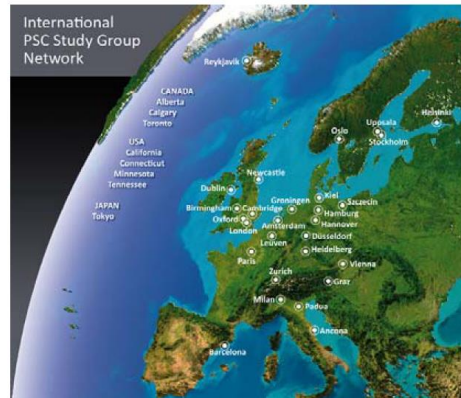 International
PSC Study Group
Network
Reykjavik
CANADA
Alberta
Calgary
Toronto
USA
California
Connecticut
Minnesota
Tennessee
JAPAN
Tokyo
Helsinki
Uppsala
Oslo
Stockholm
Newcastle
Dublin
Kiel
Groningen
Szczecin
Birmingham
Cambridge
Hamburg
Oxford
Hannover
London
Amsterdam
Leuven
Düsseldorf
Paris
Heidelberg
Vienna
Zurich
Graz
Milan
Padua
Ancona
Barcelona